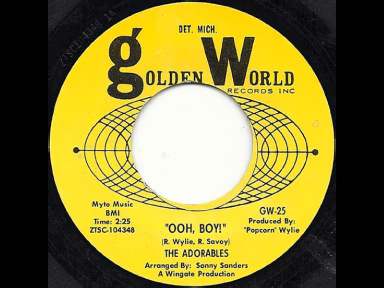 DET. MICH.
golden World
RECORDS INC
Myto Music
BMI
Time: 2:25
ZTSC-104348
GW-25
Produced By:
"Popcorn" Wylie
"OOH, BOY!"
(R. Wylie, R. Savoy)
THE ADORABLES
Arranged By: Sonny Sanders
A Wingate Production